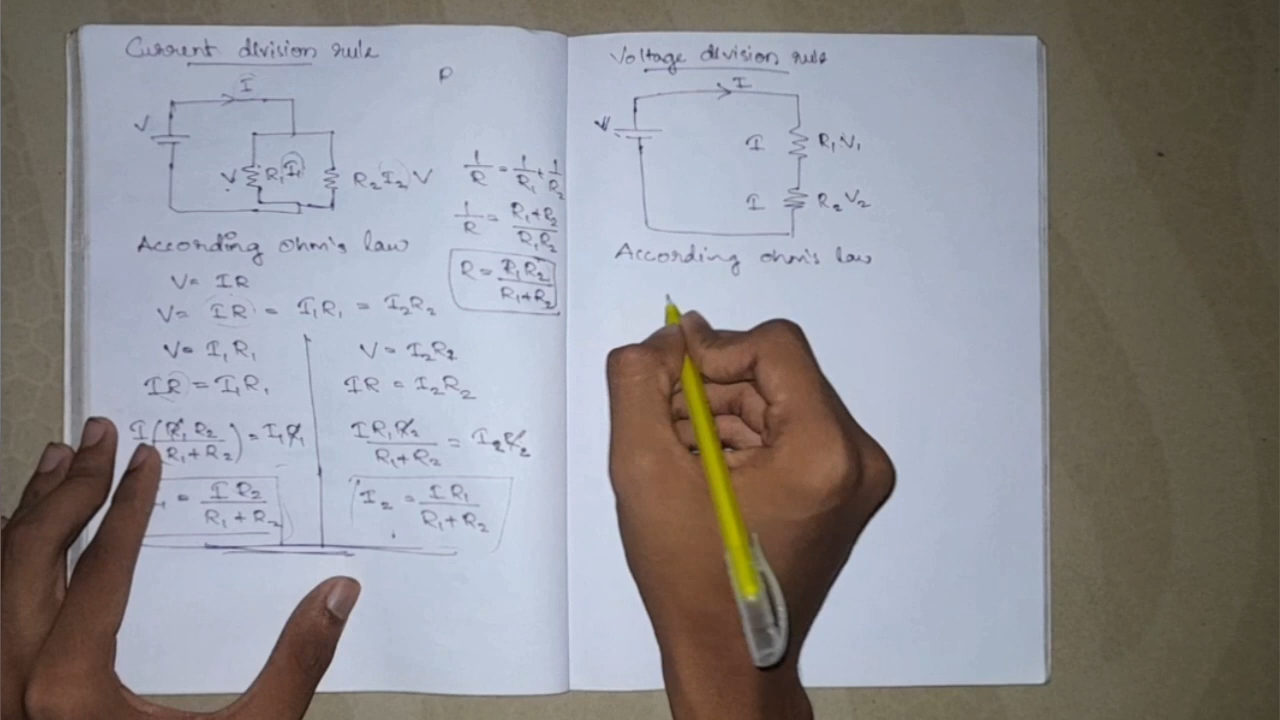 Current division rule
P
I
V
V R₁ I₁
R₂ I₂ V
1/R = 1/R₁ + 1/R₂
1/R = R₁+R₂/R₁R₂
R = R₁R₂/R₁+R₂
According ohm's law
V = IR
V = IR = I₁R₁ = I₂R₂
V = I₁R₁
IR = I₁R₁
I(R₁R₂/R₁+R₂) = I₁R₁
= I R₂/R₁ + R₂
V = I₂R₂
IR = I₂R₂
IR₁R₂/R₁+R₂ = I₂R₂
I₂ = I R₁/R₁ + R₂
Voltage division rule
I
V
I R₁ V₁
I R₂ V₂
According ohm's law